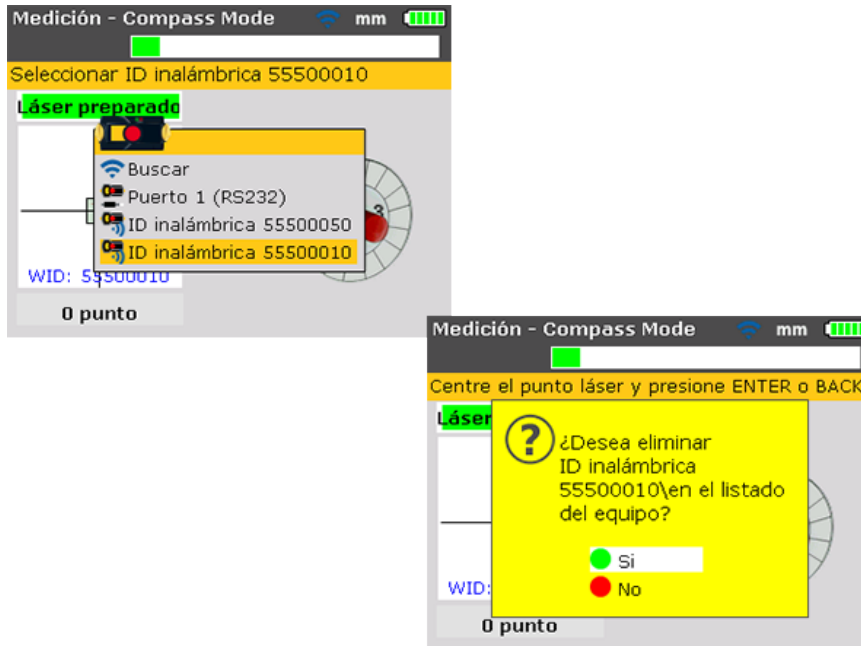 Medición - Compass Mode mm
Seleccionar ID inalámbrica 55500010
Láser preparado
Buscar
Puerto 1 (RS232)
ID inalámbrica 55500050
ID inalámbrica 55500010
3
WID: 55500010
0 punto
Medición - Compass Mode mm
Centre el punto láser y presione ENTER o BACK
Láser
?
¿Desea eliminar
ID inalámbrica
55500010\en el listado
del equipo?
Si
No
WID:
0 punto